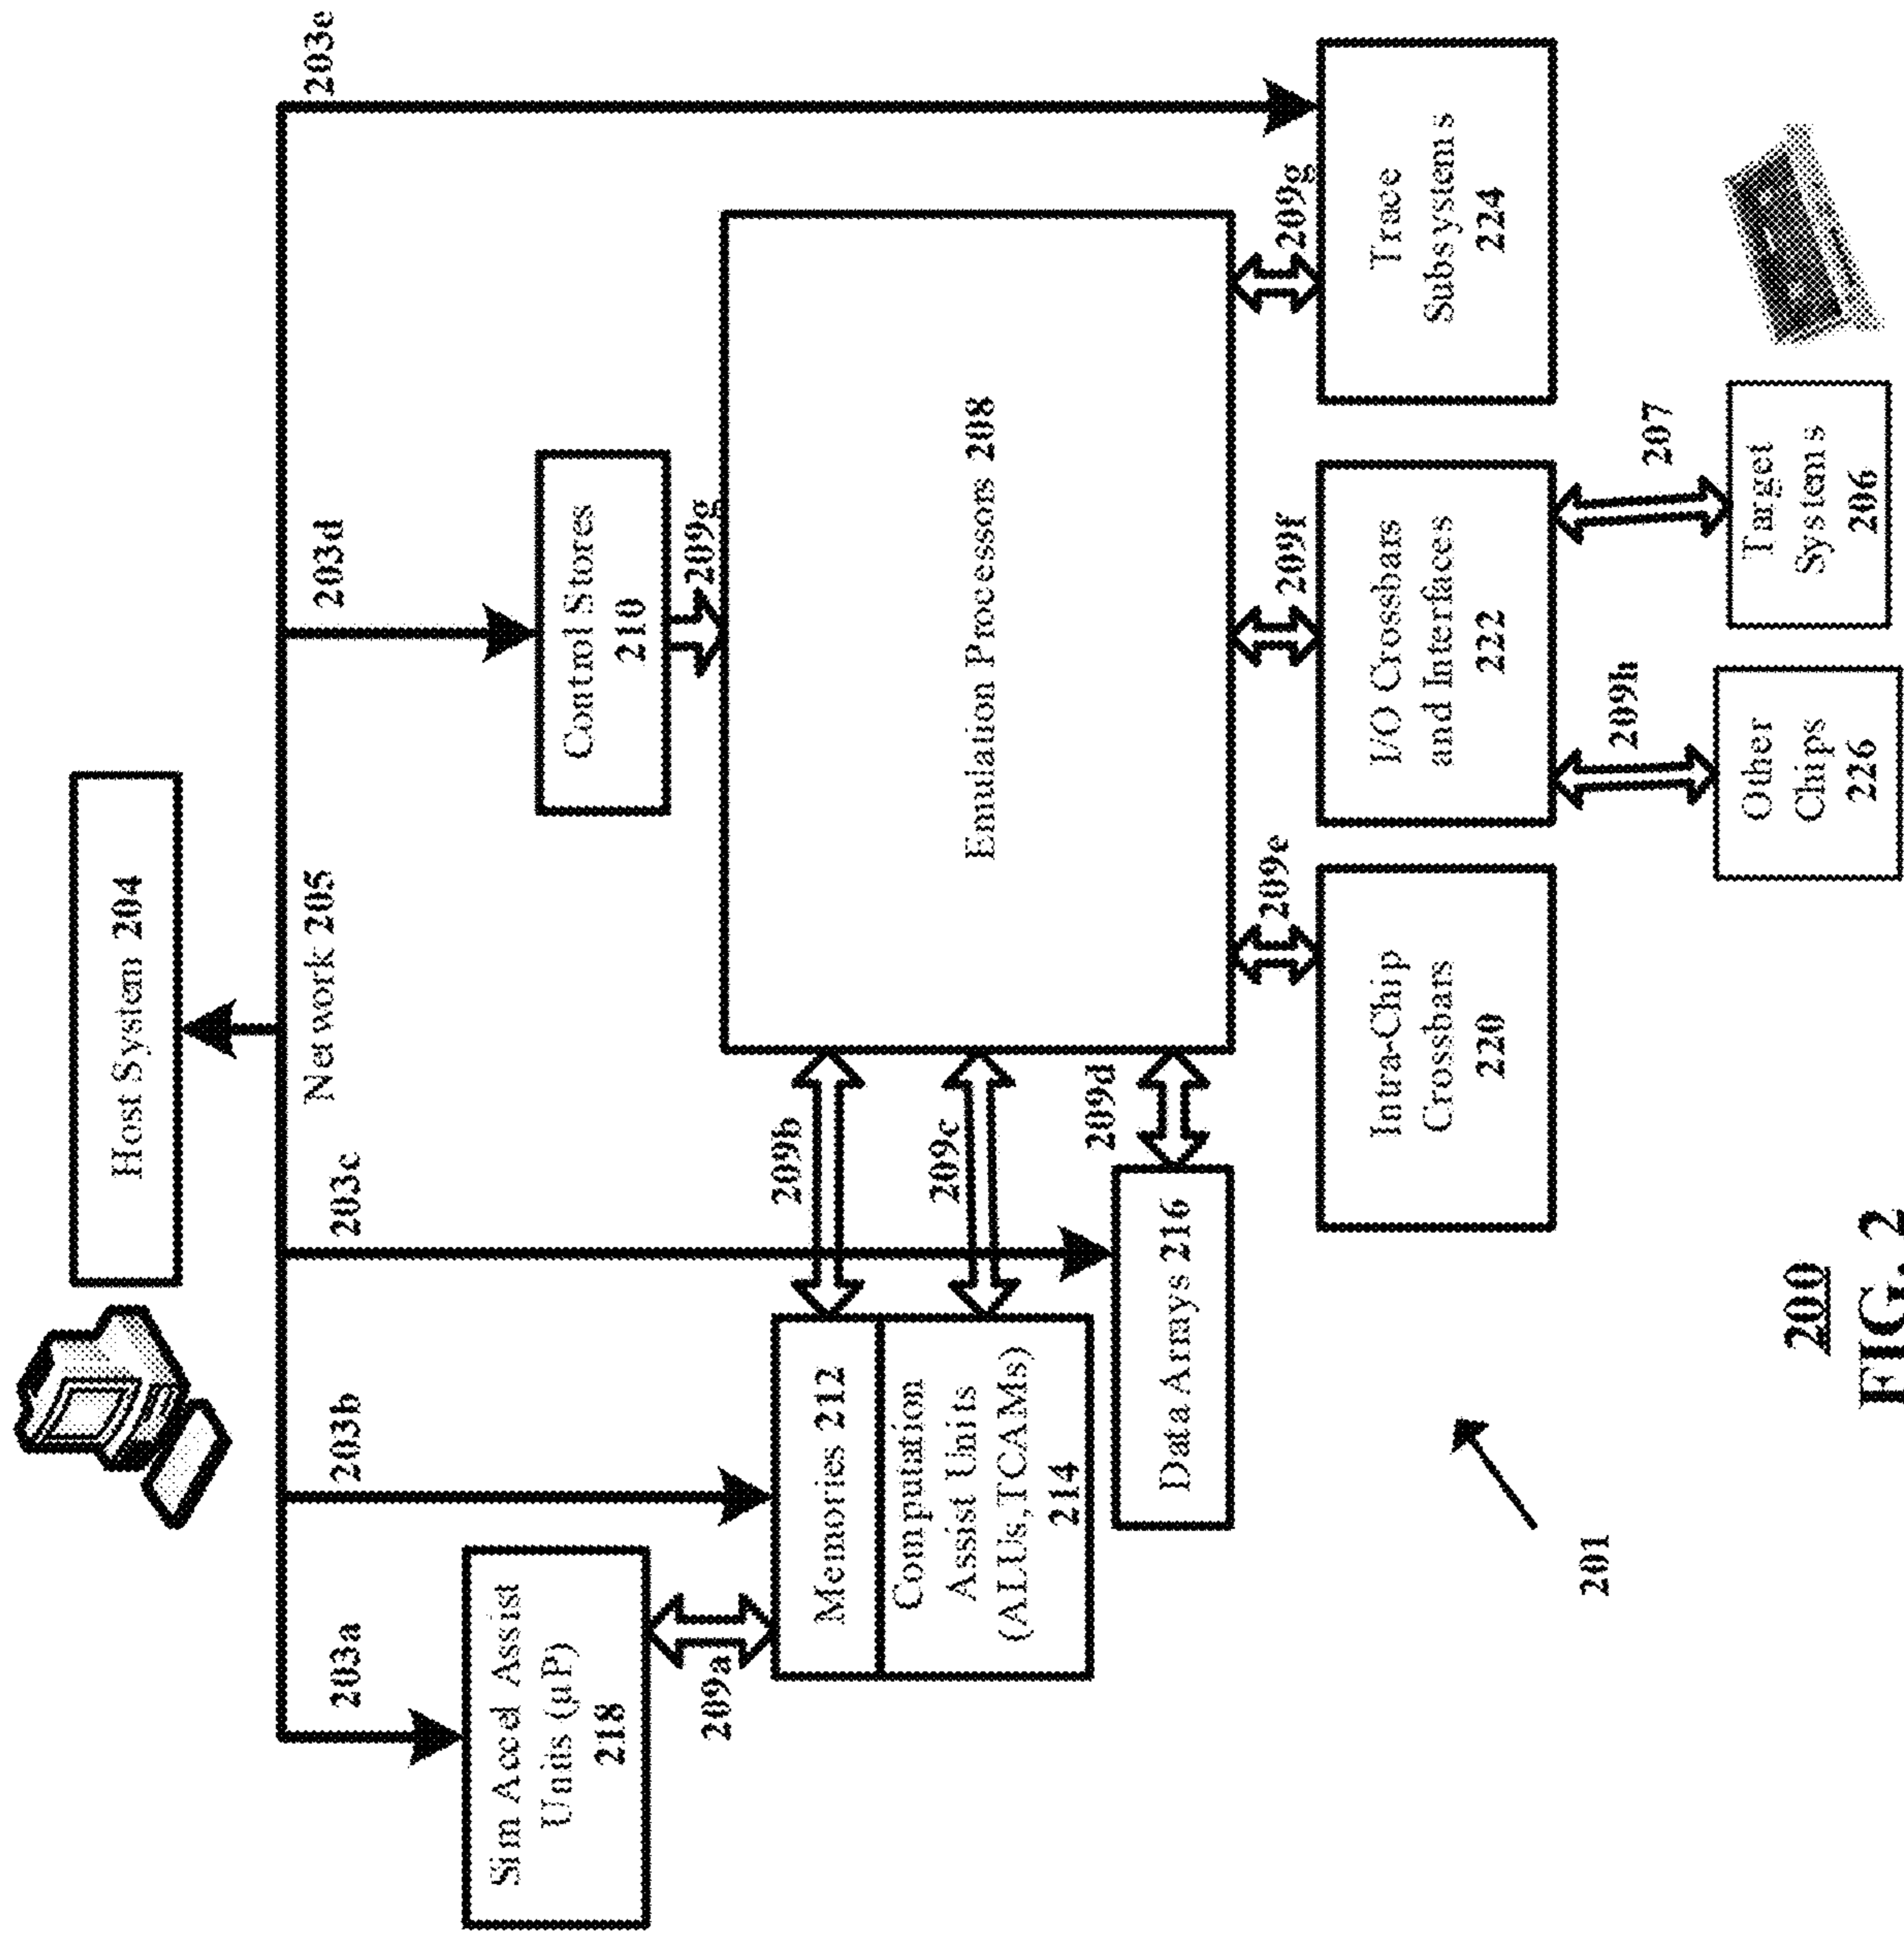 Host System 204
Network 205
203a
203b
203c
203d
203e
Sim Accel Assist
Units (µP)
218
Control Stores
210
209a
209b
209c
209d
209g
Memories 212
Computation
Assist Units
(ALUs,TCAMs)
214
Data Arrays 216
Emulation Processors 208
209e
209f
209g
Intra-Chip
Crossbars
220
I/O Crossbars
and Interfaces
222
Trace
Subsystems
224
209h
207
Other
Chips
226
Target
Systems
206
201
200
FIG. 2